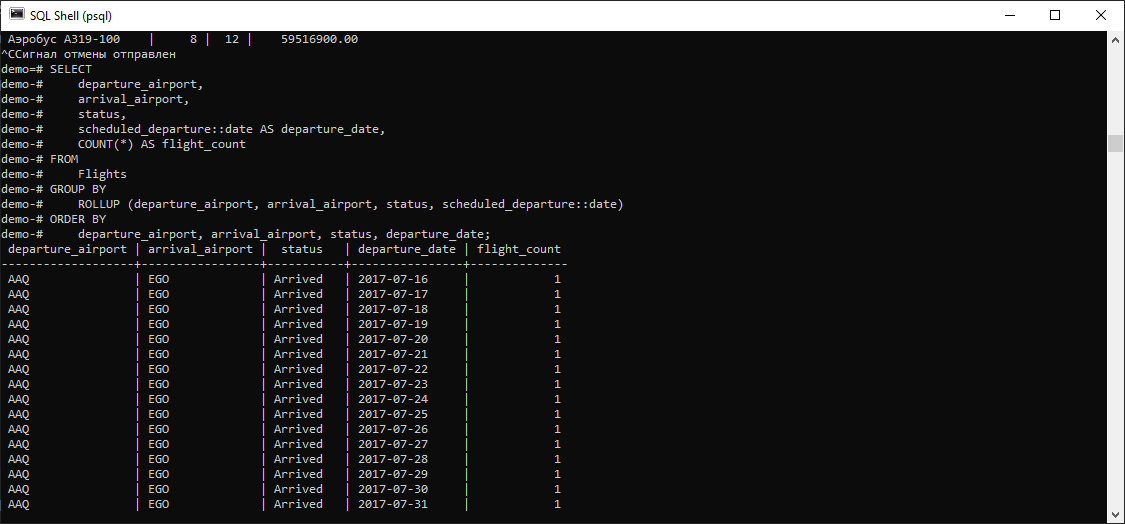 SQL Shell (psql)
Аэробус A319-100    |     8 |  12 |    59516900.00
^CСигнал отмены отправлен
demo=# SELECT
demo-#     departure_airport,
demo-#     arrival_airport,
demo-#     status,
demo-#     scheduled_departure::date AS departure_date,
demo-#     COUNT(*) AS flight_count
demo-# FROM
demo-#     Flights
demo-# GROUP BY
demo-#     ROLLUP (departure_airport, arrival_airport, status, scheduled_departure::date)
demo-# ORDER BY
demo-#     departure_airport, arrival_airport, status, departure_date;
 departure_airport | arrival_airport |  status   | departure_date | flight_count
-------------------+-----------------+-----------+----------------+--------------
 AAQ               | EGO             | Arrived   | 2017-07-16     |            1
 AAQ               | EGO             | Arrived   | 2017-07-17     |            1
 AAQ               | EGO             | Arrived   | 2017-07-18     |            1
 AAQ               | EGO             | Arrived   | 2017-07-19     |            1
 AAQ               | EGO             | Arrived   | 2017-07-20     |            1
 AAQ               | EGO             | Arrived   | 2017-07-21     |            1
 AAQ               | EGO             | Arrived   | 2017-07-22     |            1
 AAQ               | EGO             | Arrived   | 2017-07-23     |            1
 AAQ               | EGO             | Arrived   | 2017-07-24     |            1
 AAQ               | EGO             | Arrived   | 2017-07-25     |            1
 AAQ               | EGO             | Arrived   | 2017-07-26     |            1
 AAQ               | EGO             | Arrived   | 2017-07-27     |            1
 AAQ               | EGO             | Arrived   | 2017-07-28     |            1
 AAQ               | EGO             | Arrived   | 2017-07-29     |            1
 AAQ               | EGO             | Arrived   | 2017-07-30     |            1
 AAQ               | EGO             | Arrived   | 2017-07-31     |            1